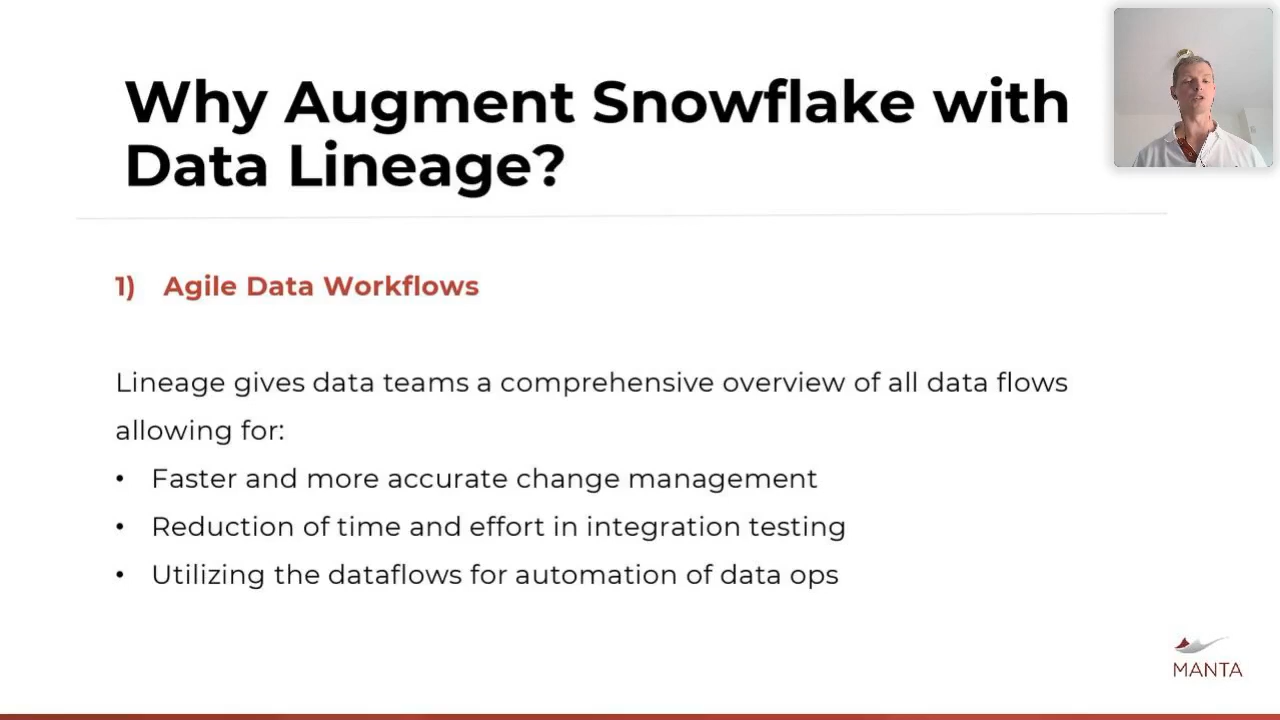 Why Augment Snowflake with
Data Lineage?
1) Agile Data Workflows
Lineage gives data teams a comprehensive overview of all data flows
allowing for:
• Faster and more accurate change management
• Reduction of time and effort in integration testing
• Utilizing the dataflows for automation of data ops
MANTA